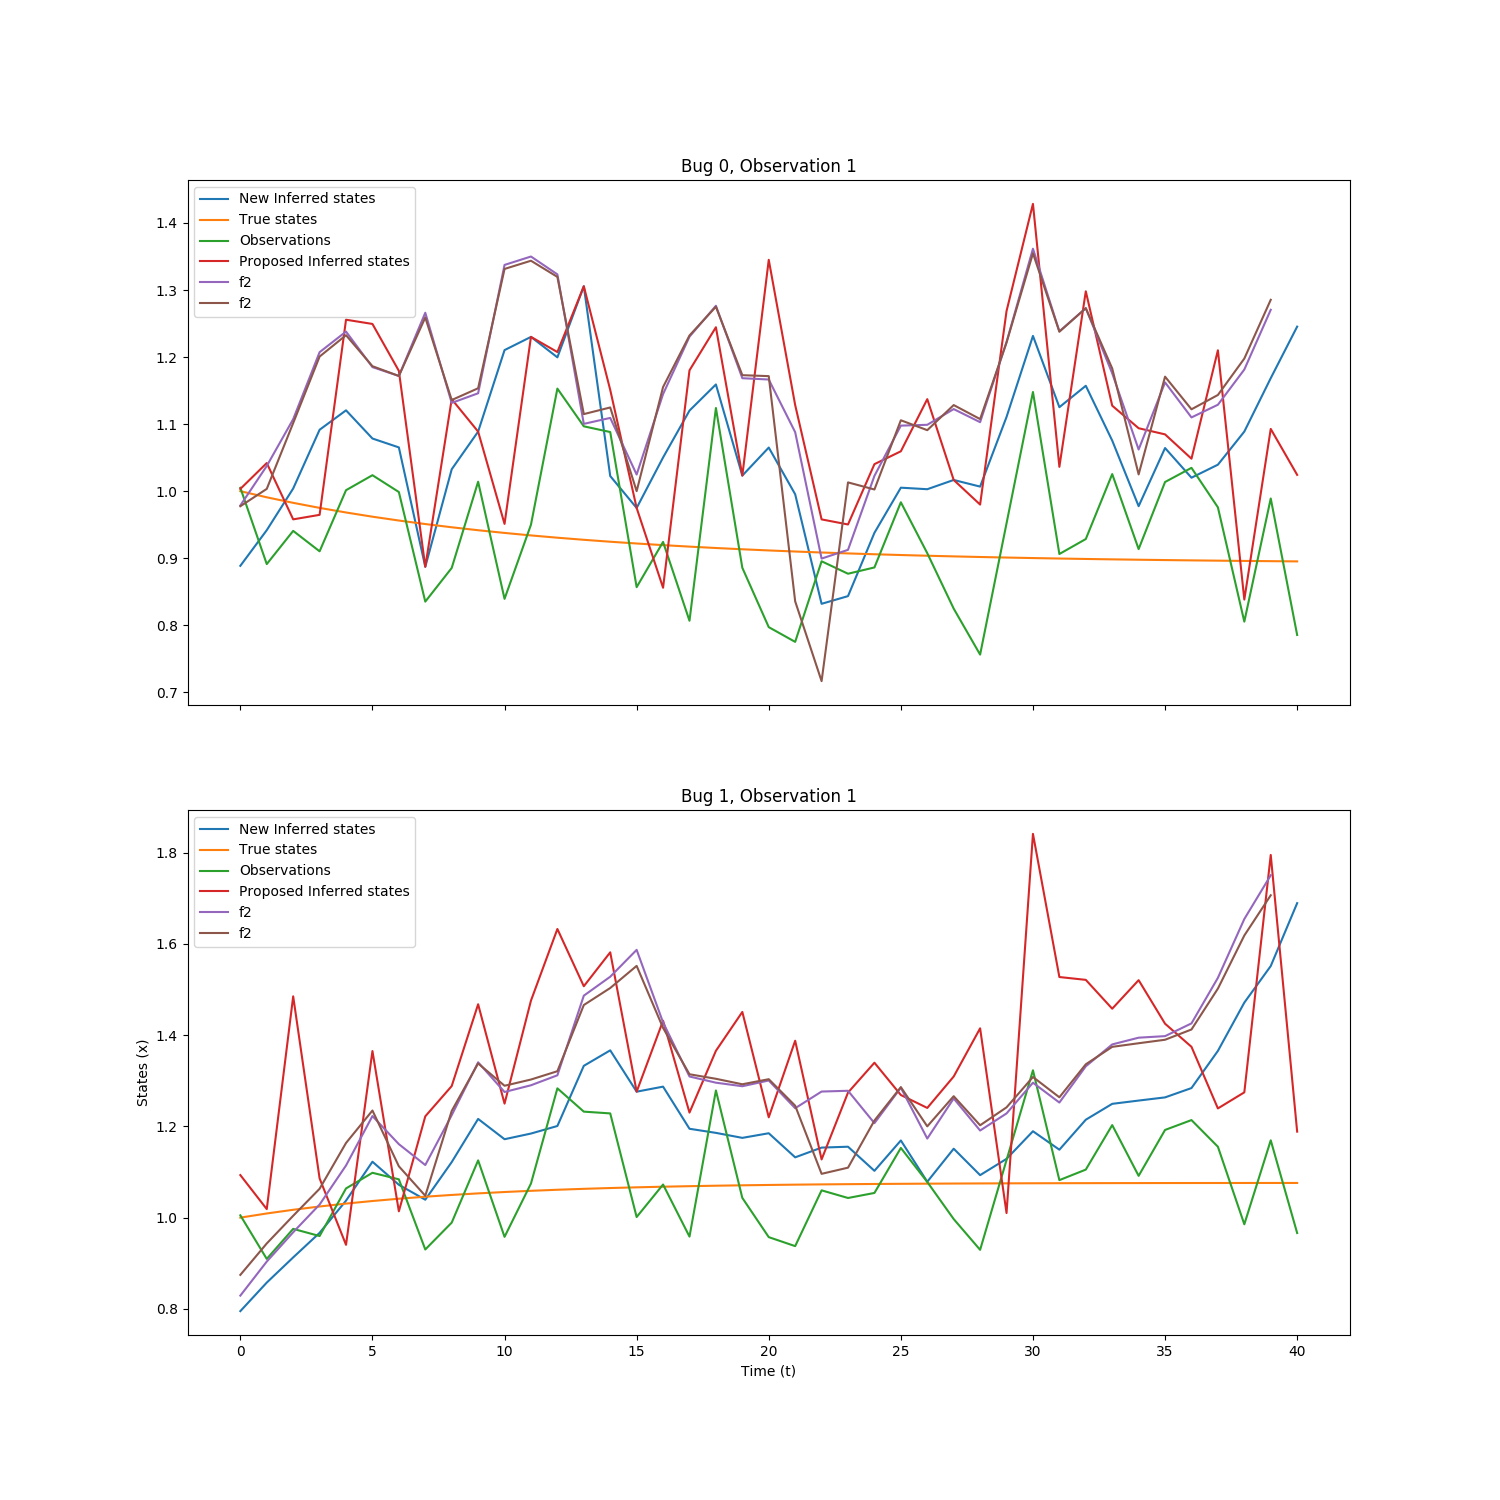 Bug 0, Observation 1
New Inferred states
True states
Observations
Proposed Inferred states
f2
f2
1.4
1.3
1.2
1.1
1.0
0.9
0.8
0.7
Bug 1, Observation 1
New Inferred states
True states
Observations
Proposed Inferred states
f2
f2
1.8
1.6
1.4
1.2
1.0
0.8
States (x)
0 5 10 15 20 25 30 35 40
Time (t)